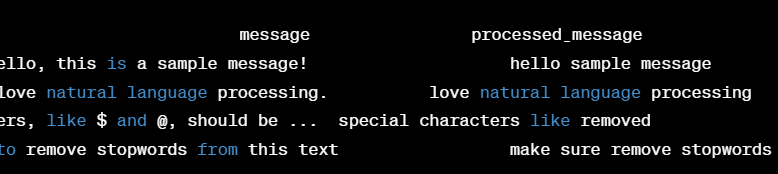 message processed_message
ello, this is a sample message! hello sample message
love natural language processing. love natural language processing
ers, like $ and @, should be ... special characters like removed
to remove stopwords from this text make sure remove stopwords